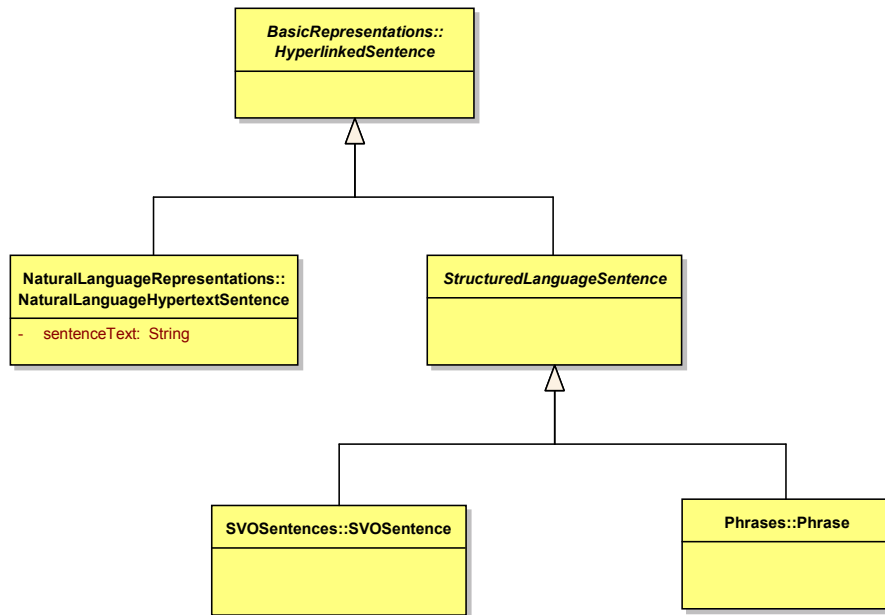 BasicRepresentations::
HyperlinkedSentence
NaturalLanguageRepresentations::
NaturalLanguageHypertextSentence
- sentenceText: String
StructuredLanguageSentence
SVOSentences::SVOSentence
Phrases::Phrase